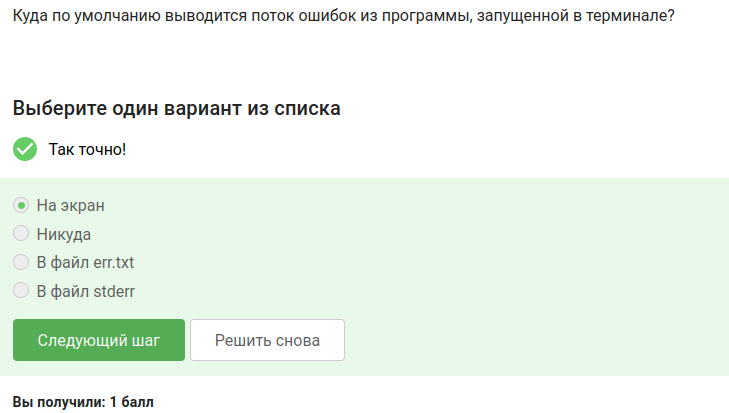 Куда по умолчанию выводится поток ошибок из программы, запущенной в терминале?
Выберите один вариант из списка
Так точно!
На экран
Никуда
В файл err.txt
В файл stderr
Следующий шаг
Решить снова
Вы получили: 1 балл